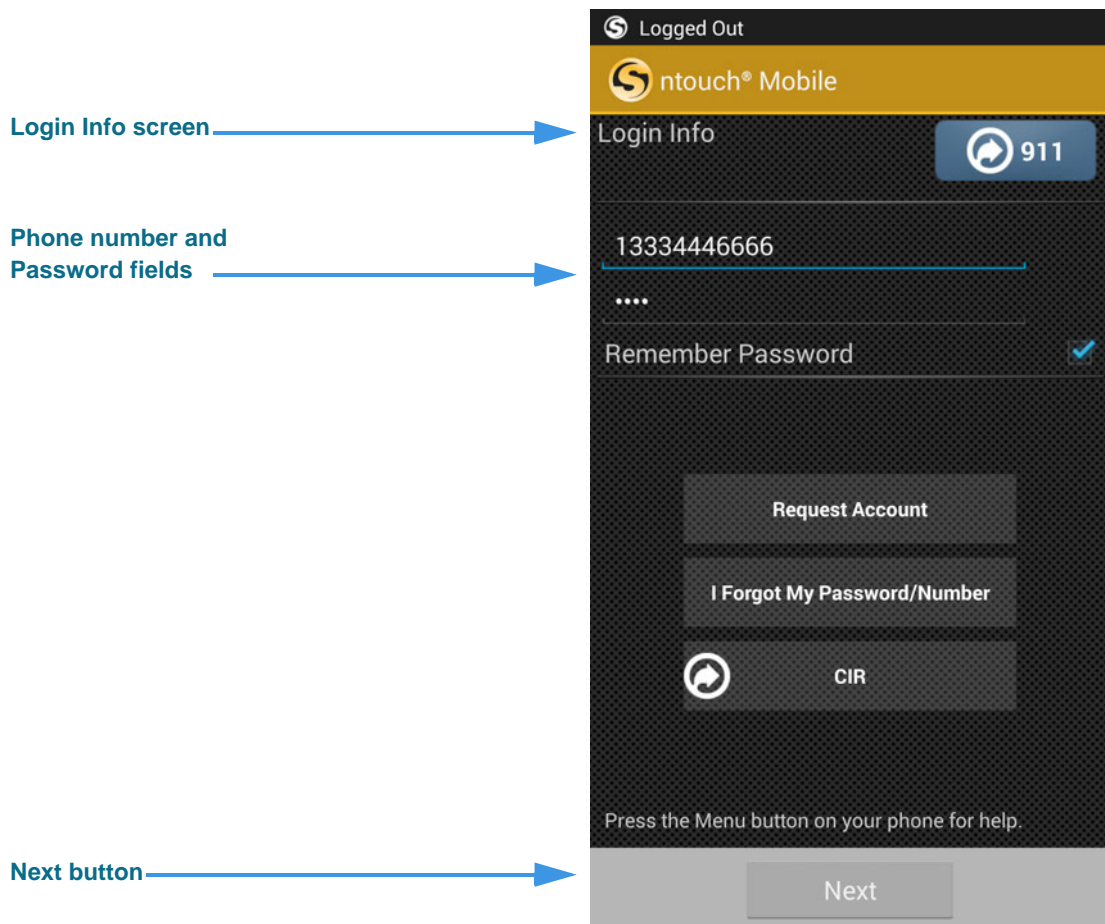 Logged Out
ntouch® Mobile
Login Info screen
Login Info
911
Phone number and
Password fields
13334446666
••••
Remember Password
Request Account
I Forgot My Password/Number
CIR
Press the Menu button on your phone for help.
Next button
Next